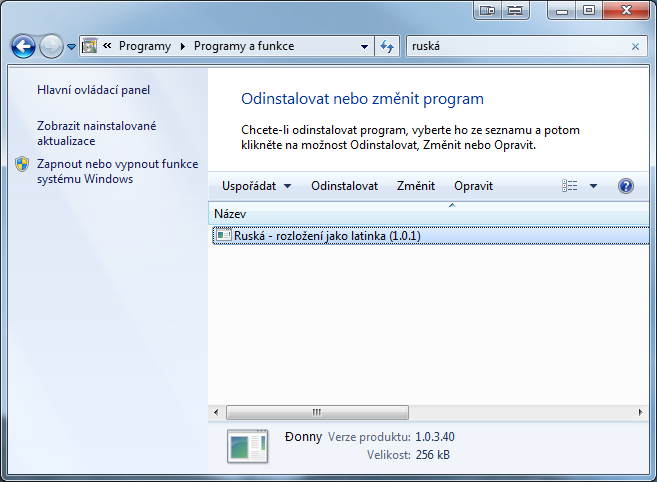 « Programy ▸ Programy a funkce
ruská
Hlavní ovládací panel
Zobrazit nainstalované
aktualizace
Zapnout nebo vypnout funkce
systému Windows
Odinstalovat nebo změnit program
Chcete-li odinstalovat program, vyberte ho ze seznamu a potom
klikněte na možnost Odinstalovat, Změnit nebo Opravit.
Uspořádat Odinstalovat Změnit Opravit
Název
Ruská - rozložení jako latinka (1.0.1)
Đonny Verze produktu: 1.0.3.40
Velikost: 256 kB